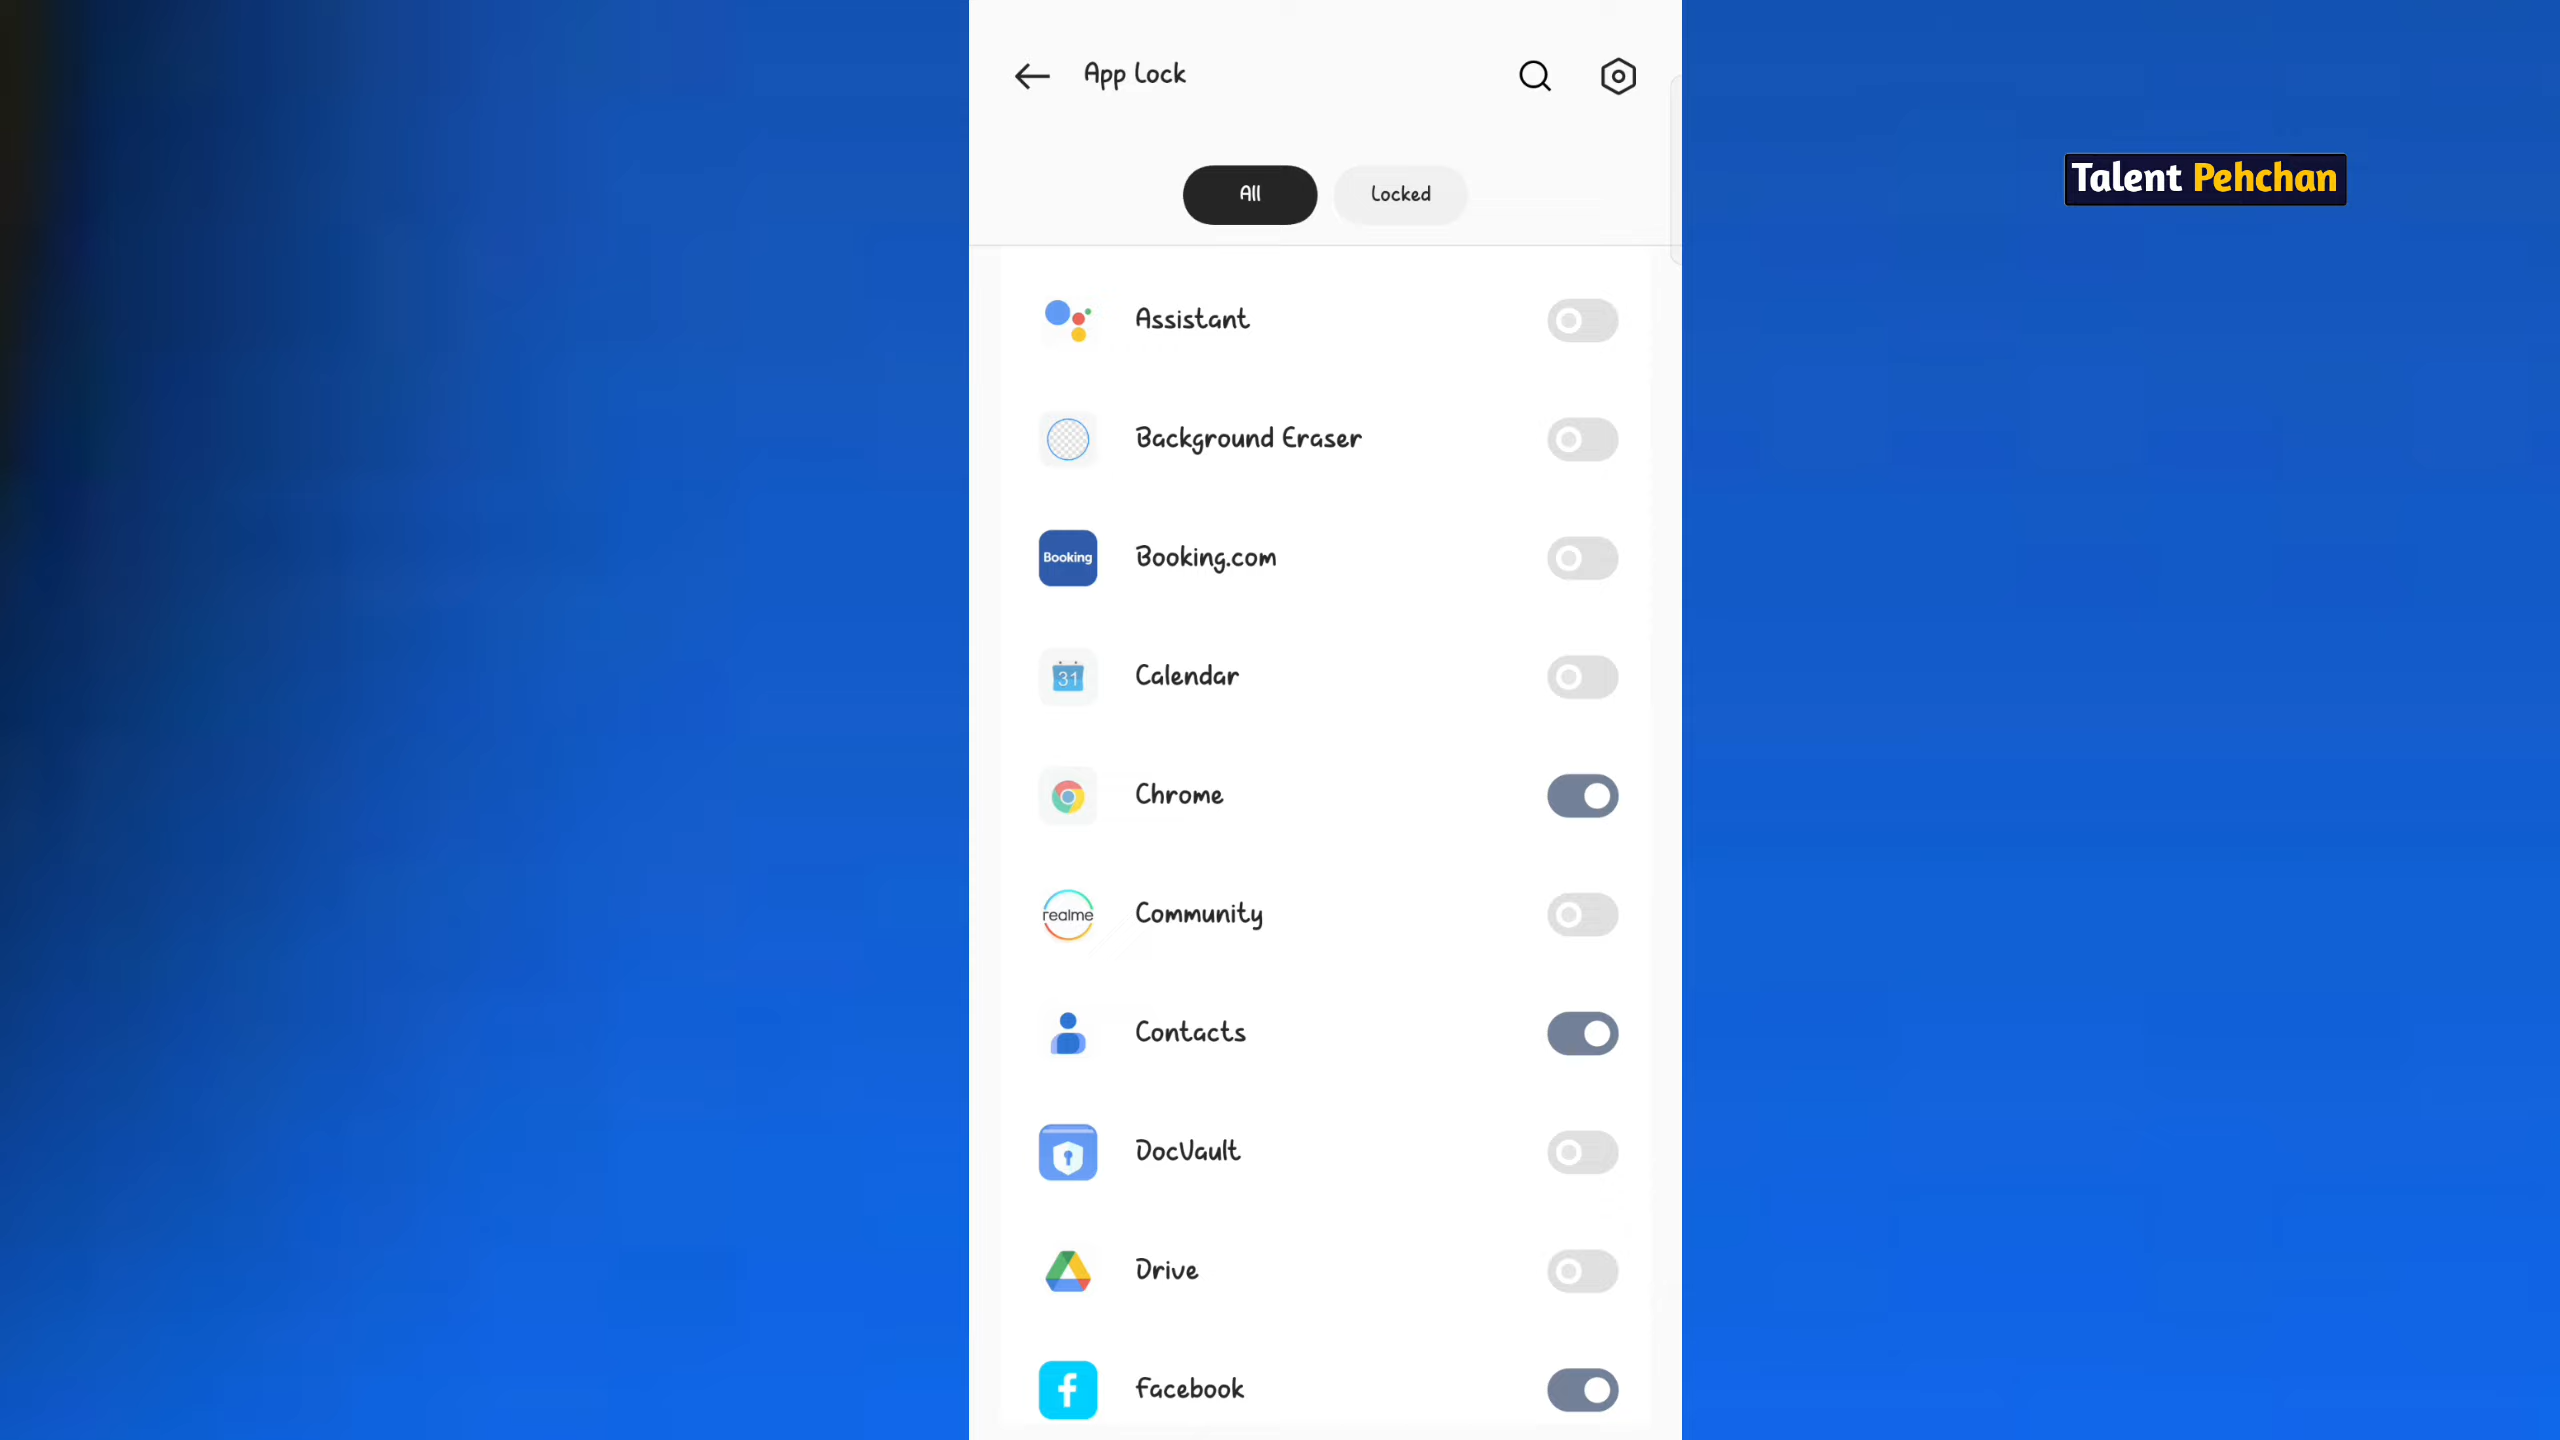 App Lock
Talent Pehchan
All
Locked
Assistant
Background Eraser
Booking
Booking.com
31
Calendar
Chrome
realme
Community
Contacts
DocVault
Drive
f
Facebook